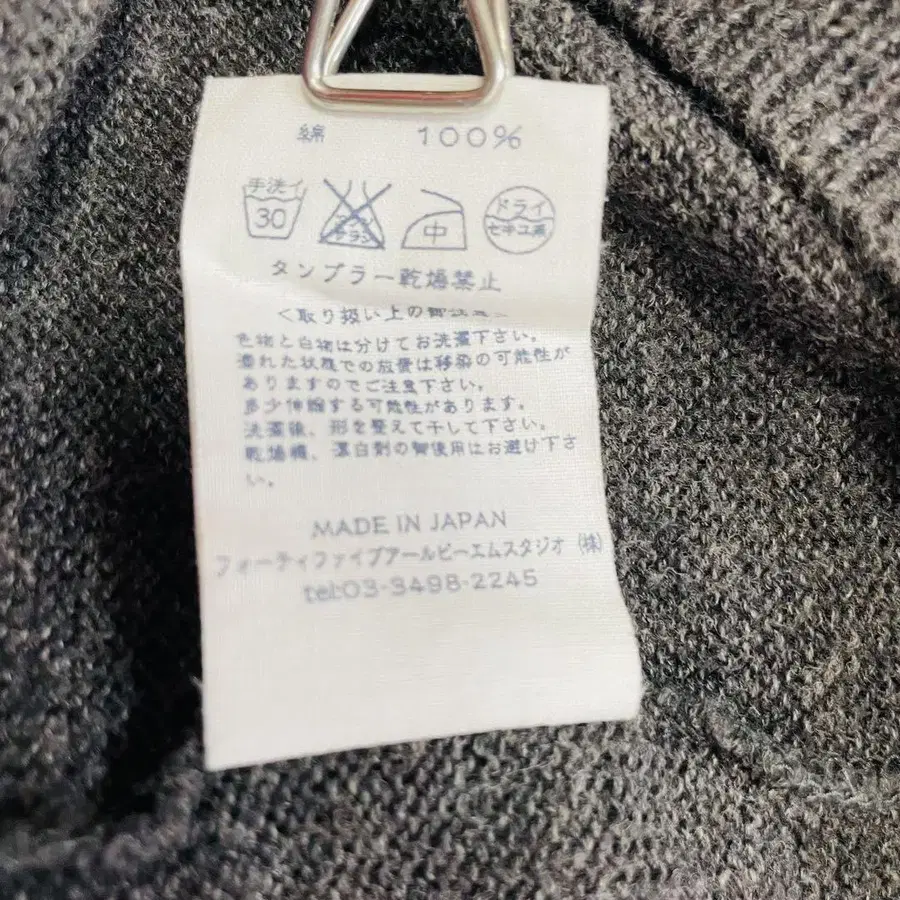 綿 100%
手洗イ 30 中 ドライ セキユ系
タンブラー乾燥禁止
＜取り扱い上の御注意＞
色物と白物は分けてお洗濯下さい。
濡れた状態での放置は移染の可能性が
ありますのでご注意下さい。
多少伸縮する可能性があります。
洗濯後、形を整えて干して下さい。
乾燥機、漂白剤の御使用はお避け下さ
い。
MADE IN JAPAN
フォーティファイブアールピーエムスタジオ（株）
tel:03-3498-2245